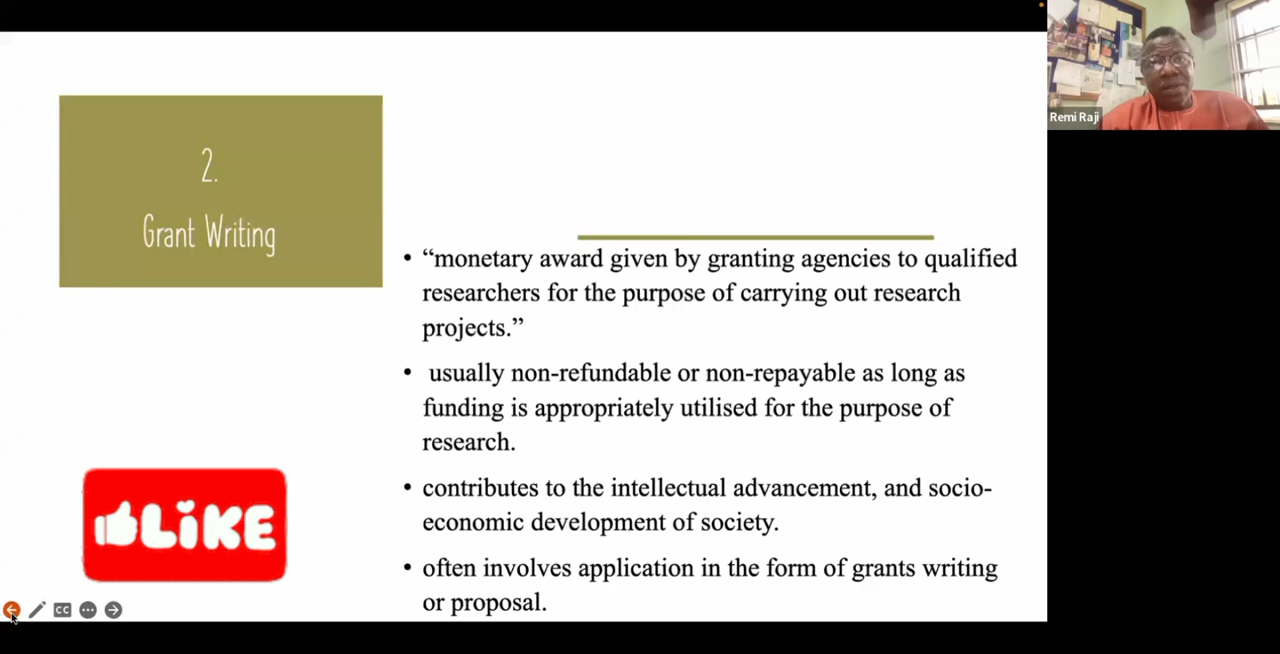 2.
Grant Writing
• “monetary award given by granting agencies to qualified
researchers for the purpose of carrying out research
projects.”
• usually non-refundable or non-repayable as long as
funding is appropriately utilised for the purpose of
research.
• contributes to the intellectual advancement, and socio-
economic development of society.
• often involves application in the form of grants writing
or proposal.
LiKE
CC
Remi Raji